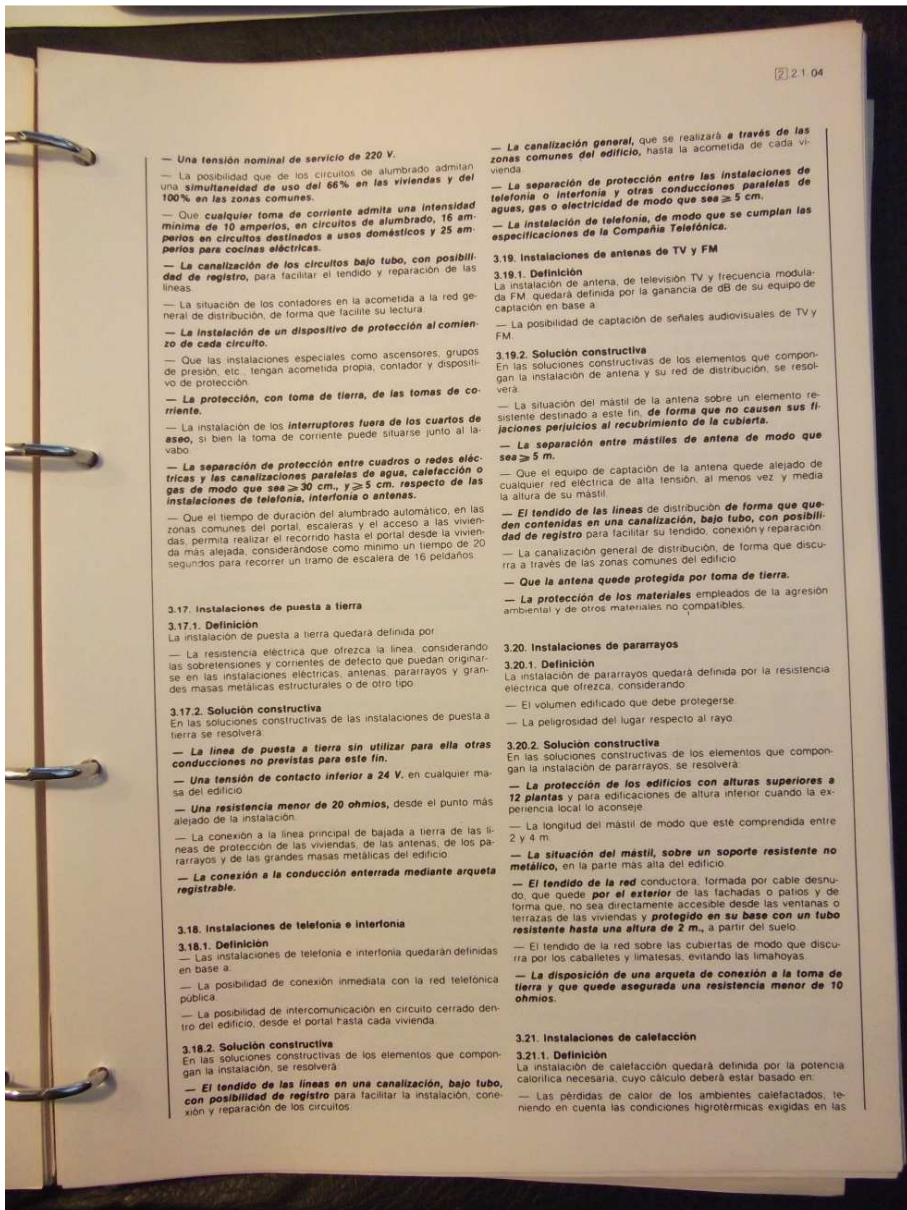 2.2.1.04
— Una tensión nominal de servicio de 220 V.
— La posibilidad que de los circuitos de alumbrado admitan
una simultaneidad de uso del 66% en las viviendas y del
100% en las zonas comunes.
— Que cualquier toma de corriente admita una intensidad
mínima de 10 amperios, en circuitos de alumbrado, 16 am-
perios en circuitos destinados a usos domésticos y 25 am-
perios para cocinas eléctricas.
— La canalización de los circuitos bajo tubo, con posibili-
dad de registro, para facilitar el tendido y reparación de las
líneas.
— La situación de los contadores en la acometida a la red ge-
neral de distribución, de forma que facilite su lectura.
— La instalación de un dispositivo de protección al comien-
zo de cada circuito.
— Que las instalaciones especiales como ascensores, grupos
de presión, etc., tengan acometida propia, contador y dispositi-
vo de protección.
— La protección, con toma de tierra, de las tomas de co-
rriente.
— La instalación de los interruptores fuera de los cuartos de
aseo, si bien la toma de corriente puede situarse junto al la-
vabo.
— La separación de protección entre cuadros o redes eléc-
tricas y las canalizaciones paralelas de agua, calefacción o
gas de modo que sea ⩾ 30 cm., y ⩾ 5 cm. respecto de las
instalaciones de telefonía, interfonía o antenas.
— Que el tiempo de duración del alumbrado automático, en las
zonas comunes del portal, escaleras y el acceso a las vivien-
das, permita realizar el recorrido hasta el portal desde la vivien-
da más alejada, considerándose como mínimo un tiempo de 20
segundos para recorrer un tramo de escalera de 16 peldaños.
3.17. Instalaciones de puesta a tierra
3.17.1. Definición
La instalación de puesta a tierra quedará definida por
— La resistencia eléctrica que ofrezca la línea, considerando
las sobretensiones y corrientes de defecto que puedan originar-
se en las instalaciones eléctricas, antenas, pararrayos y gran-
des masas metálicas estructurales o de otro tipo.
3.17.2. Solución constructiva
En las soluciones constructivas de las instalaciones de puesta a
tierra se resolverá:
— La línea de puesta a tierra sin utilizar para ella otras
conducciones no previstas para este fin.
— Una tensión de contacto inferior a 24 V. en cualquier ma-
sa del edificio.
— Una resistencia menor de 20 ohmios, desde el punto más
alejado de la instalación.
— La conexión a la línea principal de bajada a tierra de las lí-
neas de protección de las viviendas, de las antenas, de los pa-
rarrayos y de las grandes masas metálicas del edificio.
— La conexión a la conducción enterrada mediante arqueta
registrable.
3.18. Instalaciones de telefonía e interfonía
3.18.1. Definición
— Las instalaciones de telefonía e interfonía quedarán definidas
en base a:
— La posibilidad de conexión inmediata con la red telefónica
pública.
— La posibilidad de intercomunicación en circuito cerrado den-
tro del edificio, desde el portal hasta cada vivienda.
3.18.2. Solución constructiva
En las soluciones constructivas de los elementos que compon-
gan la instalación, se resolverá:
— El tendido de las líneas en una canalización, bajo tubo,
con posibilidad de registro para facilitar la instalación, cone-
xión y reparación de los circuitos.
— La canalización general, que se realizará a través de las
zonas comunes del edificio, hasta la acometida de cada vi-
vienda.
— La separación de protección entre las instalaciones de
telefonía o interfonía y otras conducciones paralelas de
aguas, gas o electricidad de modo que sea ⩾ 5 cm.
— La instalación de telefonía, de modo que se cumplan las
especificaciones de la Compañía Telefónica.
3.19. Instalaciones de antenas de TV y FM
3.19.1. Definición
La instalación de antena, de televisión TV y frecuencia modula-
da FM, quedará definida por la ganancia de dB de su equipo de
captación en base a:
— La posibilidad de captación de señales audiovisuales de TV y
FM.
3.19.2. Solución constructiva
En las soluciones constructivas de los elementos que compon-
gan la instalación de antena y su red de distribución, se resol-
verá:
— La situación del mástil de la antena sobre un elemento re-
sistente destinado a este fin, de forma que no causen sus fi-
jaciones perjuicios al recubrimiento de la cubierta.
— La separación entre mástiles de antena de modo que
sea ⩾ 5 m.
— Que el equipo de captación de la antena quede alejado de
cualquier red eléctrica de alta tensión, al menos vez y media
la altura de su mástil.
— El tendido de las líneas de distribución de forma que que-
den contenidas en una canalización, bajo tubo, con posibili-
dad de registro para facilitar su tendido, conexión y reparación.
— La canalización general de distribución, de forma que discu-
rra a través de las zonas comunes del edificio.
— Que la antena quede protegida por toma de tierra.
— La protección de los materiales empleados de la agresión
ambiental y de otros materiales no compatibles.
3.20. Instalaciones de pararrayos
3.20.1. Definición
La instalación de pararrayos quedará definida por la resistencia
eléctrica que ofrezca, considerando:
— El volumen edificado que debe protegerse.
— La peligrosidad del lugar respecto al rayo.
3.20.2. Solución constructiva
En las soluciones constructivas de los elementos que compon-
gan la instalación de pararrayos, se resolverá:
— La protección de los edificios con alturas superiores a
12 plantas y para edificaciones de altura inferior cuando la ex-
periencia local lo aconseje.
— La longitud del mástil de modo que esté comprendida entre
2 y 4 m.
— La situación del mástil, sobre un soporte resistente no
metálico, en la parte más alta del edificio.
— El tendido de la red conductora, formada por cable desnu-
do, que quede por el exterior de las fachadas o patios y de
forma que, no sea directamente accesible desde las ventanas o
terrazas de las viviendas y protegido en su base con un tubo
resistente hasta una altura de 2 m., a partir del suelo.
— El tendido de la red sobre las cubiertas de modo que discu-
rra por los caballetes y limatesas, evitando las limahoyas.
— La disposición de una arqueta de conexión a la toma de
tierra y que quede asegurada una resistencia menor de 10
ohmios.
3.21. Instalaciones de calefacción
3.21.1. Definición
La instalación de calefacción quedará definida por la potencia
calorífica necesaria, cuyo cálculo deberá estar basado en:
— Las pérdidas de calor de los ambientes calefactados, te-
niendo en cuenta las condiciones higrotérmicas exigidas en las